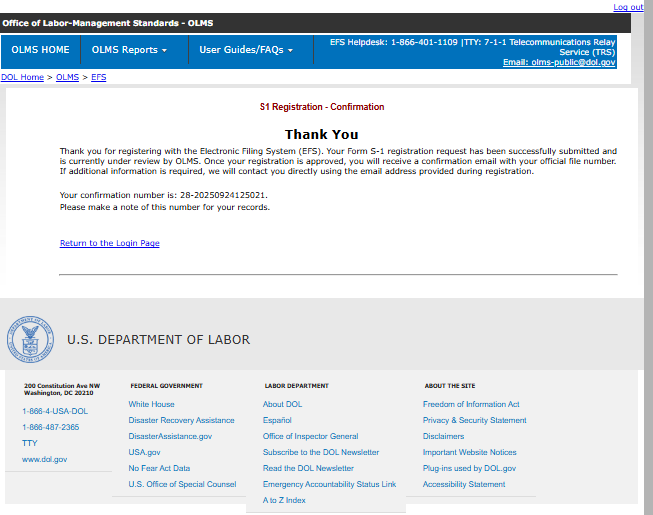 Log out
Office of Labor-Management Standards - OLMS
OLMS HOME
OLMS Reports
User Guides/FAQs
EFS Helpdesk: 1-866-401-1109 |TTY: 7-1-1 Telecommunications Relay
Service (TRS)
Email: olms-public@dol.gov
DOL Home > OLMS > EFS
S1 Registration - Confirmation
Thank You
Thank you for registering with the Electronic Filing System (EFS). Your Form S-1 registration request has been successfully submitted and
is currently under review by OLMS. Once your registration is approved, you will receive a confirmation email with your official file number.
If additional information is required, we will contact you directly using the email address provided during registration.
Your confirmation number is: 28-20250924125021.
Please make a note of this number for your records.
Return to the Login Page
U.S. DEPARTMENT OF LABOR
200 Constitution Ave NW
Washington, DC 20210
1-866-4-USA-DOL
1-866-487-2365
TTY
www.dol.gov
FEDERAL GOVERNMENT
White House
Disaster Recovery Assistance
DisasterAssistance.gov
USA.gov
No Fear Act Data
U.S. Office of Special Counsel
LABOR DEPARTMENT
About DOL
Español
Office of Inspector General
Subscribe to the DOL Newsletter
Read the DOL Newsletter
Emergency Accountability Status Link
A to Z Index
ABOUT THE SITE
Freedom of Information Act
Privacy & Security Statement
Disclaimers
Important Website Notices
Plug-ins used by DOL.gov
Accessibility Statement